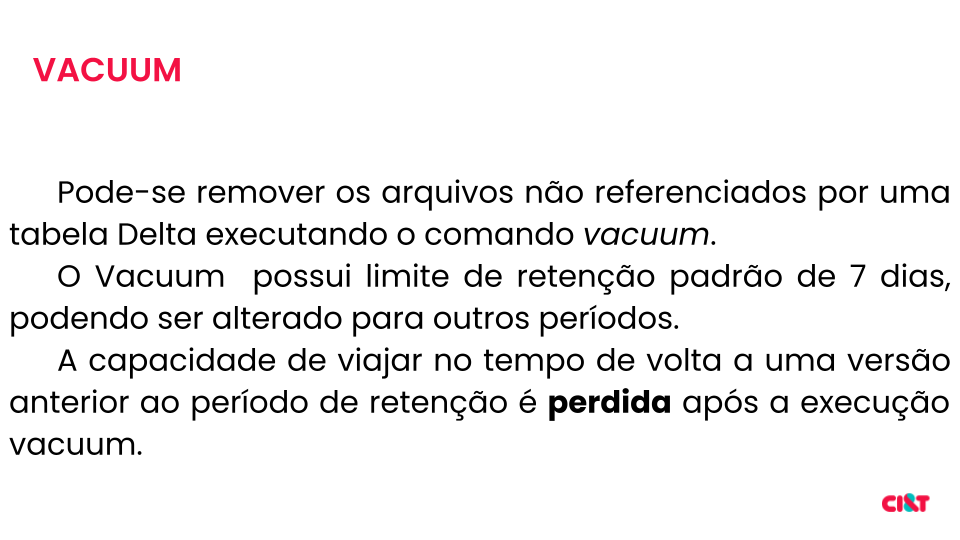 VACUUM
Pode-se remover os arquivos não referenciados por uma
tabela Delta executando o comando vacuum.
O Vacuum  possui limite de retenção padrão de 7 dias,
podendo ser alterado para outros períodos.
A capacidade de viajar no tempo de volta a uma versão
anterior ao período de retenção é perdida após a execução
vacuum.
CI&T